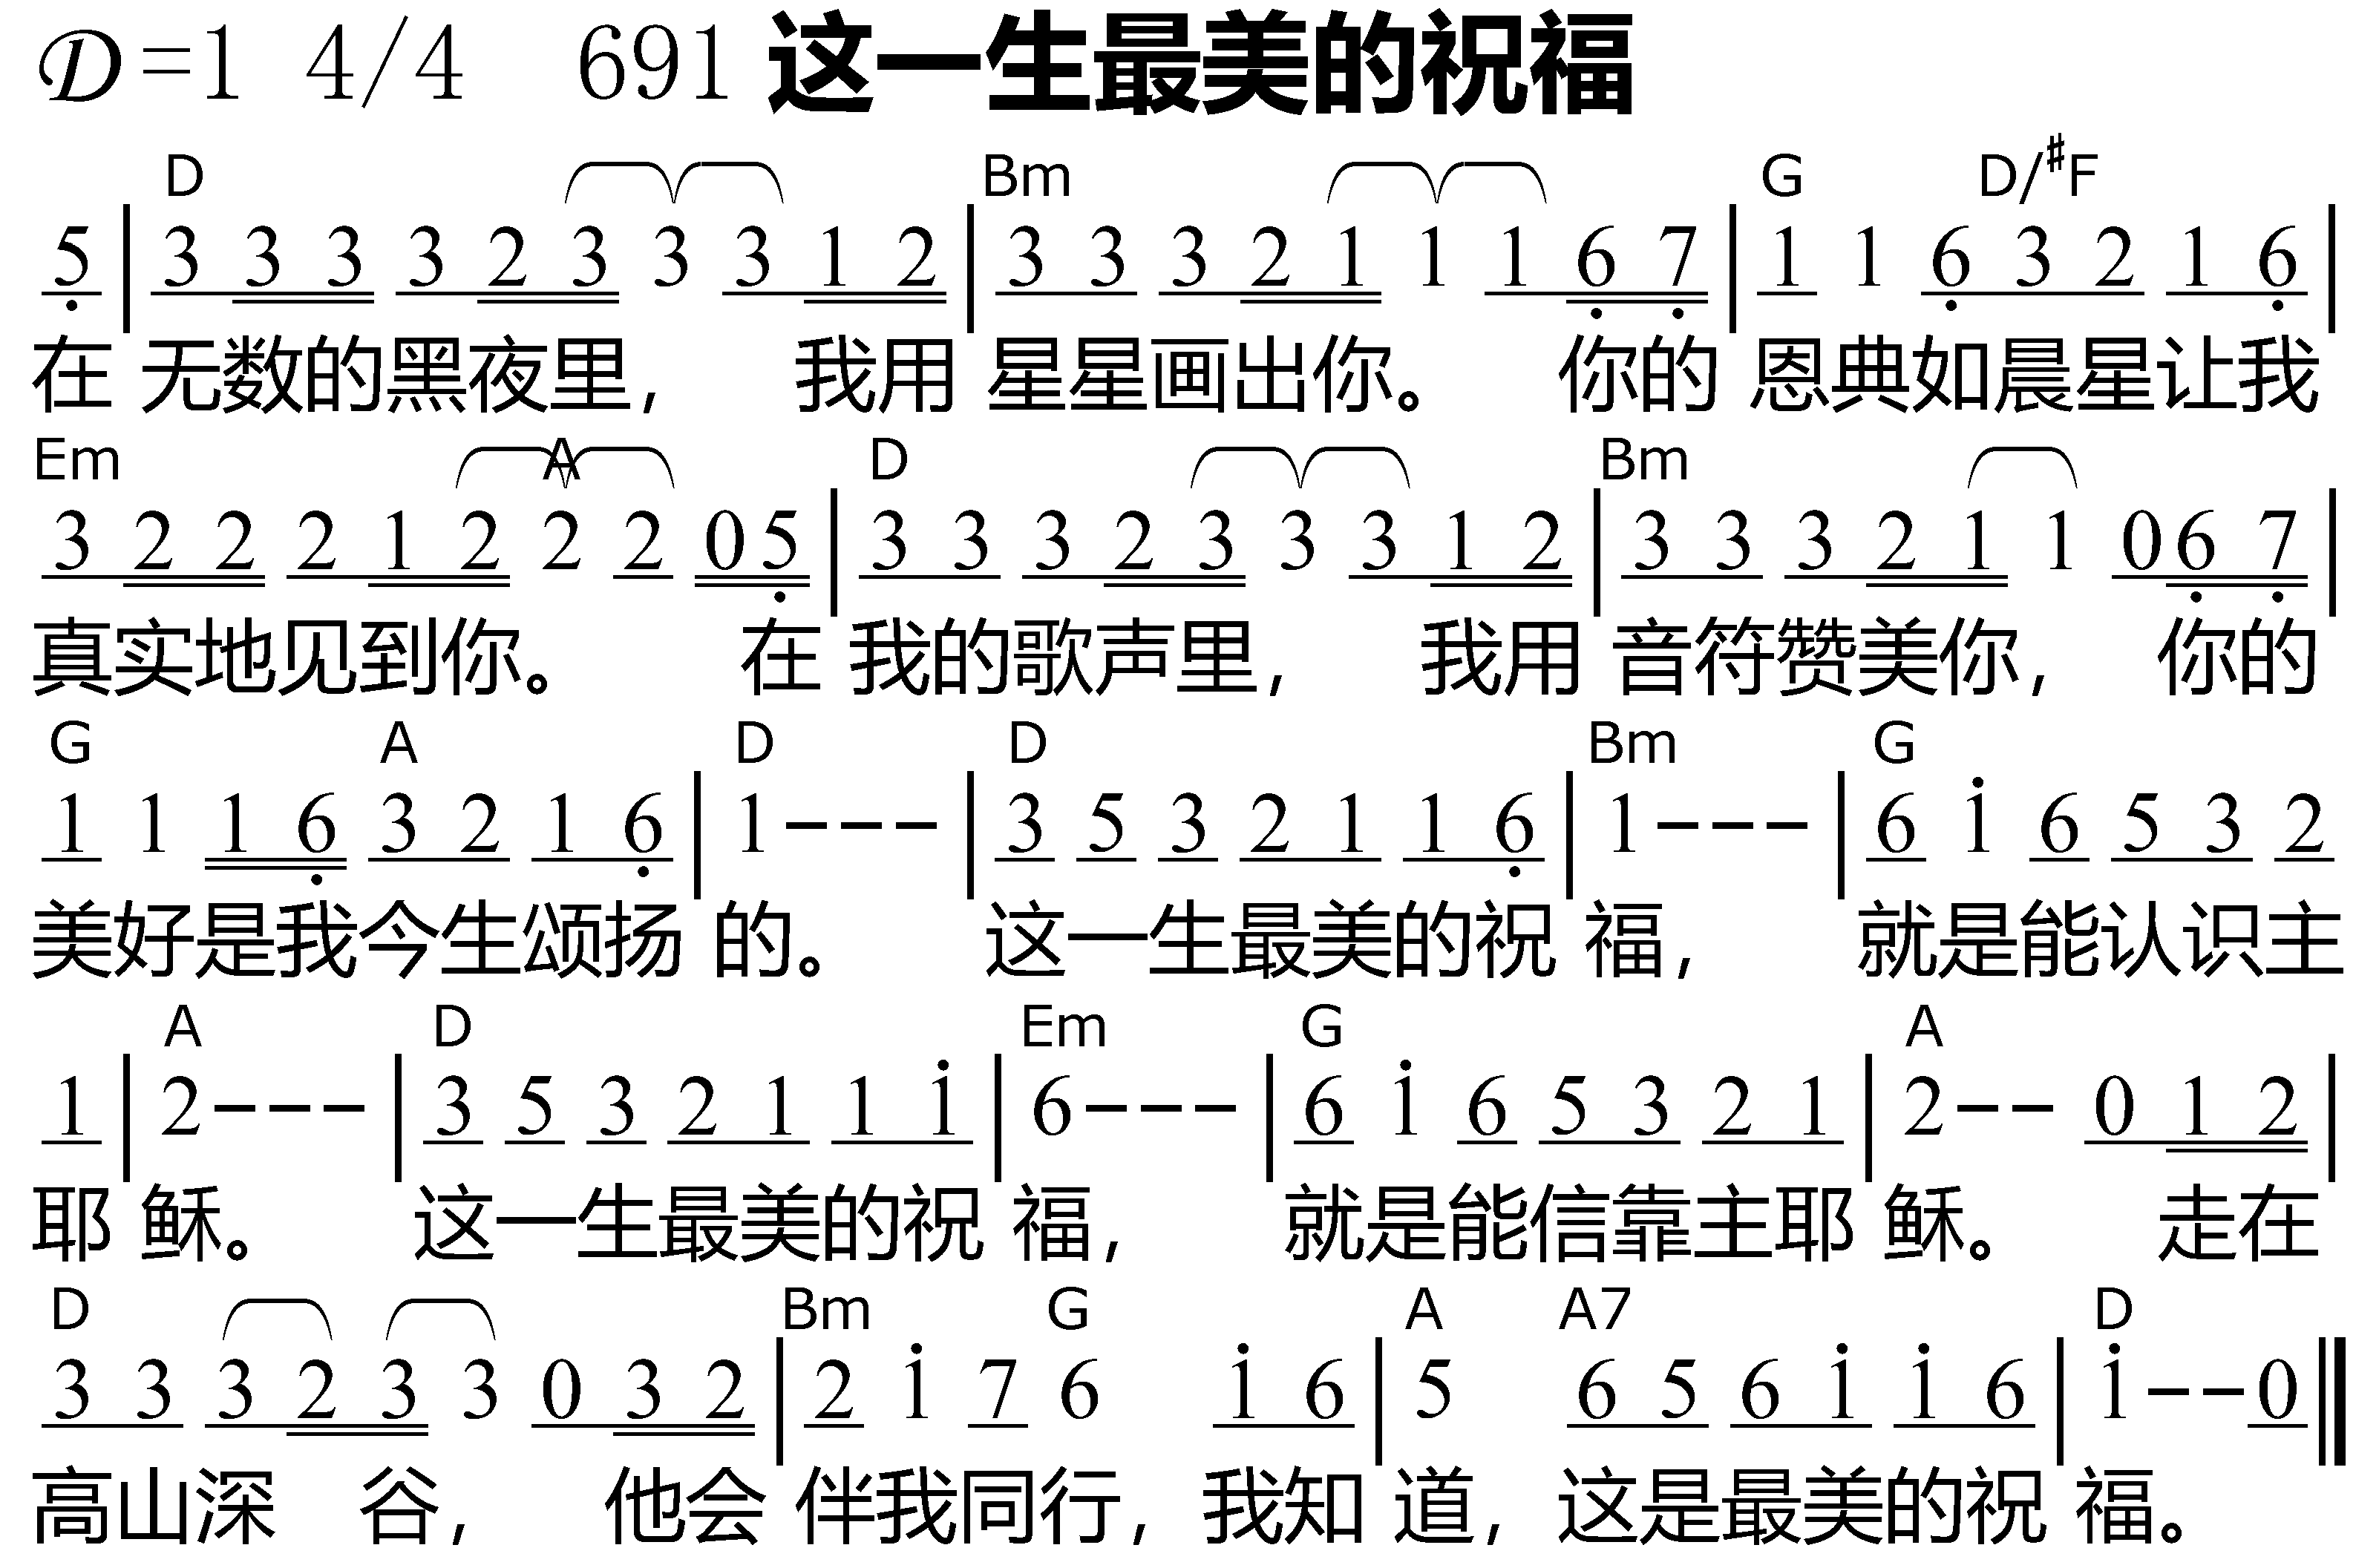 D=1 4/4 691 这一生最美的祝福
D Bm G D/#F
5|3 3 3 3 2 3 3 3 1 2|3 3 3 2 1 1 1 6 7|1 1 6 3 2 1 6|
在 无数的黑夜里, 我用 星星画出你。 你的 恩典如晨星让我
Em A D Bm
3 2 2 2 1 2 2 2 0 5|3 3 3 2 3 3 3 1 2|3 3 3 2 1 1 0 6 7|
真实地见到你。 在 我的歌声里, 我用 音符赞美你, 你的
G A D D Bm G
1 1 1 6 3 2 1 6|1---|3 5 3 2 1 1 6|1---|6 i 6 5 3 2
美好是我今生颂扬 的。 这一生最美的祝 福, 就是能认识主
A D Em G A
1|2---|3 5 3 2 1 1 i|6---|6 i 6 5 3 2 1|2-- 0 1 2|
耶 稣。 这一生最美的祝 福, 就是能信靠主耶 稣。 走在
D Bm G A A7 D
3 3 3 2 3 3 0 3 2|2 i 7 6 i 6|5 6 5 6 i i 6|i--0
高山深 谷, 他会 伴我同行, 我知 道, 这是最美的祝 福。